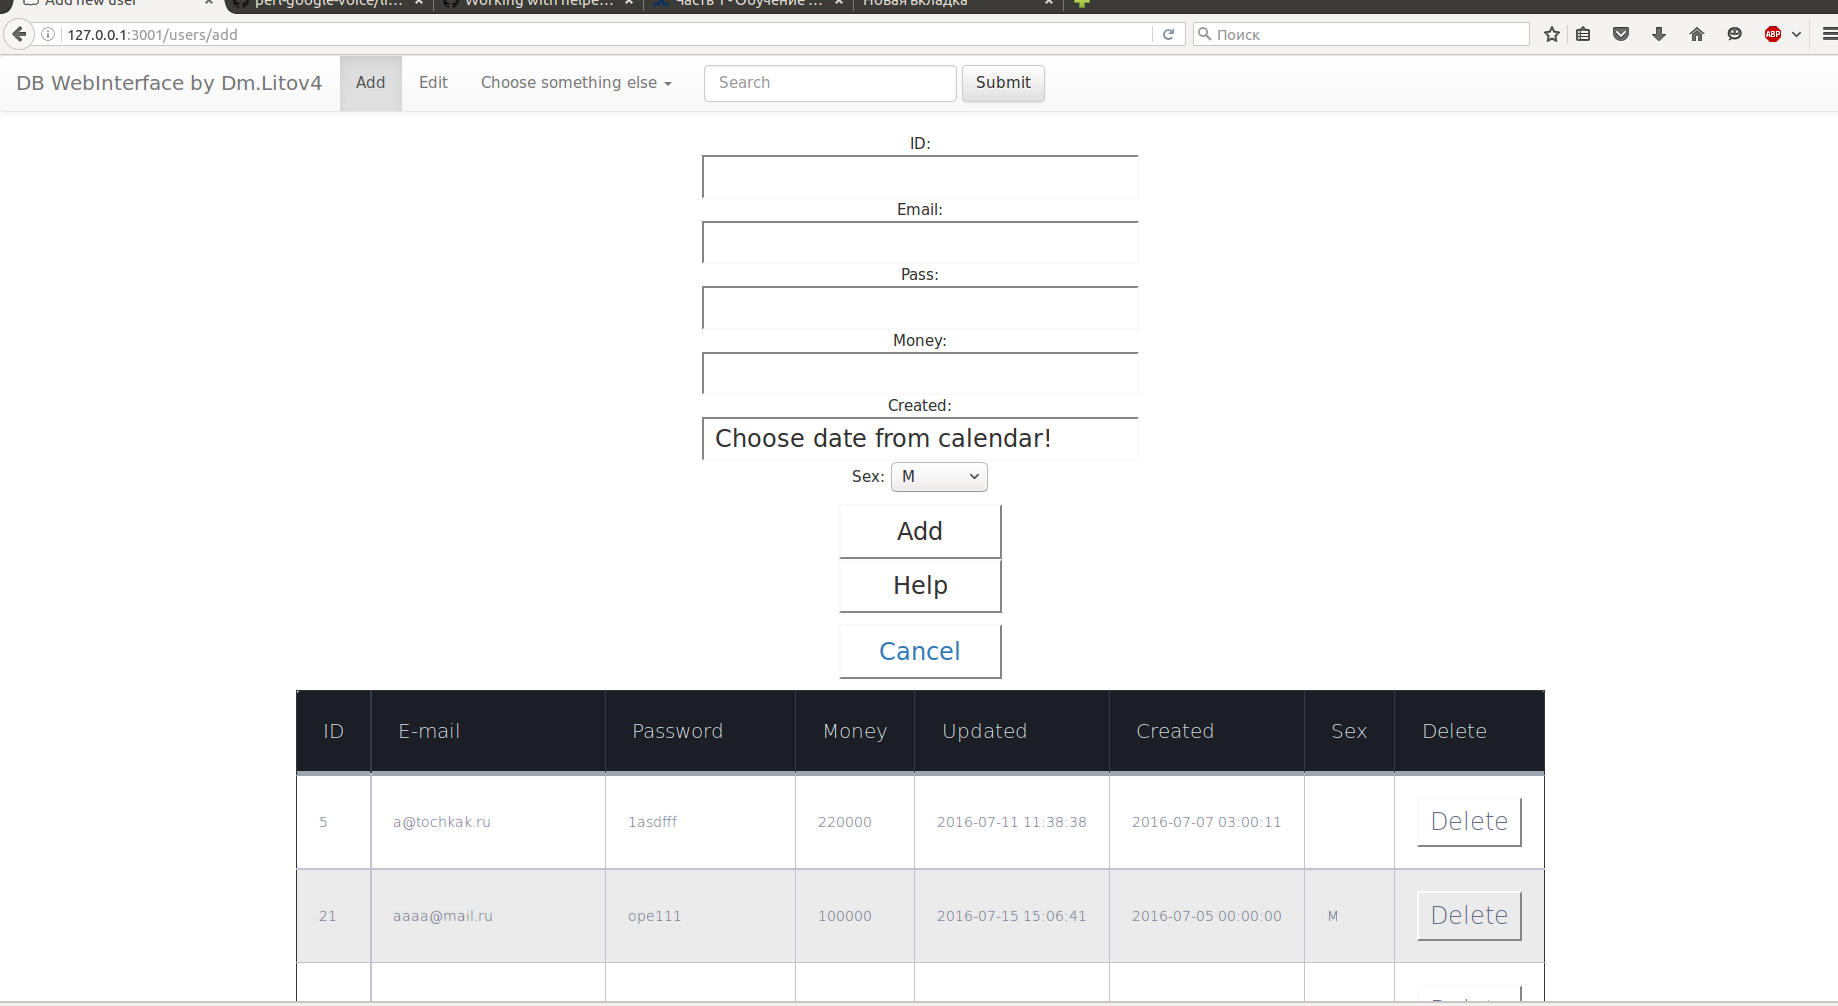 Add new user
perl-google-voice/li...
Working with helpe...
Часть 1 - Обучение ...
Новая вкладка
127.0.0.1:3001/users/add
Поиск
ABP
DB WebInterface by Dm.Litov4 Add Edit Choose something else Search Submit
ID:
Email:
Pass:
Money:
Created:
Choose date from calendar!
Sex: M
Add
Help
Cancel
ID E-mail Password Money Updated Created Sex Delete
5 a@tochkak.ru 1asdfff 220000 2016-07-11 11:38:38 2016-07-07 03:00:11 Delete
21 aaaa@mail.ru ope111 100000 2016-07-15 15:06:41 2016-07-05 00:00:00 M Delete